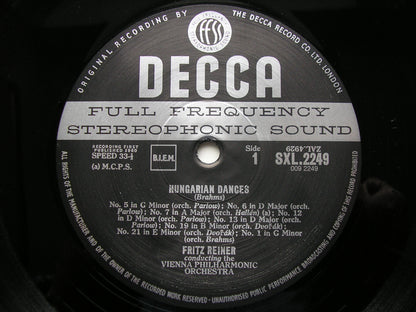 ORIGINAL RECORDING BY
THE DECCA RECORD CO. LTD. LONDON
FULL FREQUENCY
STEREOPHONIC SOUND
ffss
DECCA
FULL FREQUENCY
STEREOPHONIC SOUND
RECORDING FIRST
PUBLISHED 1960
SPEED 33⅓
(a) M.C.P.S.
B.I.E.M.
Side
1
ZAL.4929
SXL.2249
009 2249
HUNGARIAN DANCES
(Brahms)
No. 5 in G Minor (orch. Parlow); No. 6 in D Major (orch.
Parlow); No. 7 in A Major (orch. Hallén) (a); No. 12
in D Minor (orch. Parlow); No. 13 in D Major (orch.
Parlow); No. 19 in B Minor (orch. Dvořák);
No. 21 in E Minor (orch. Dvořák); No. 1 in G Minor
(orch. Brahms)
FRITZ REINER
conducting the
VIENNA PHILHARMONIC
ORCHESTRA
ALL RIGHTS OF THE MANUFACTURER AND OF THE OWNER OF THE RECORDED WORK RESERVED - UNAUTHORISED PUBLIC PERFORMANCE BROADCASTING AND COPYING OF THIS RECORD PROHIBITED